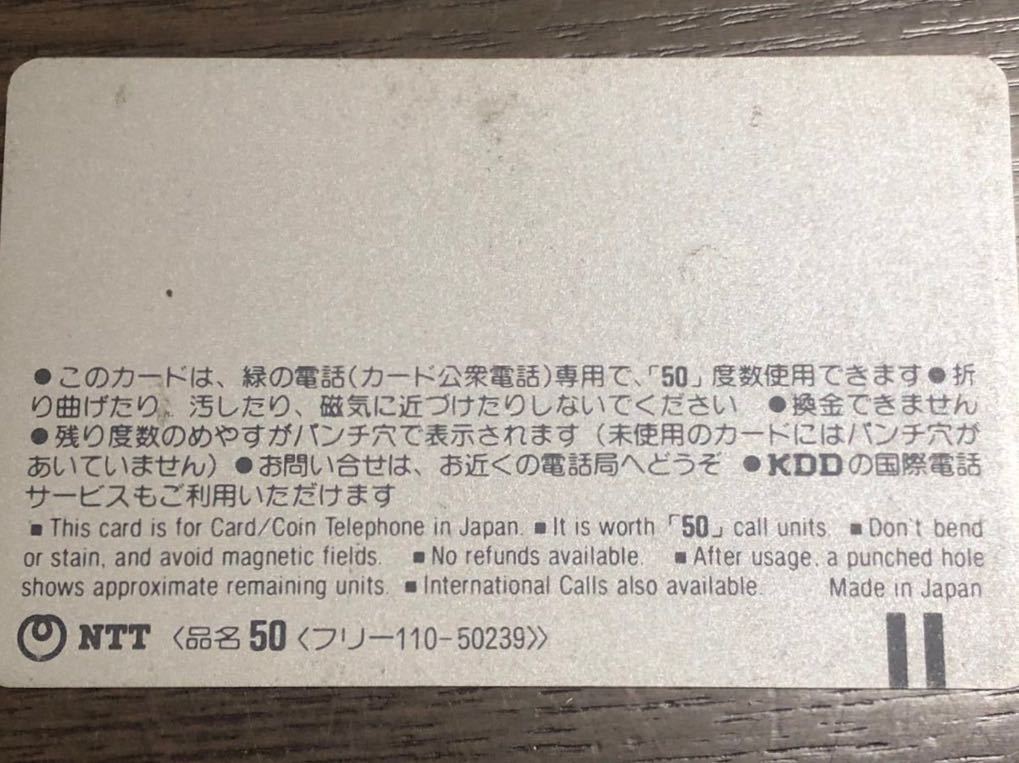 ●このカードは、緑の電話(カード公衆電話)専用で、「50」度数使用できます●折
り曲げたり、汚したり、磁気に近づけたりしないでください ●換金できません
●残り度数のめやすがパンチ穴で表示されます(未使用のカードにはパンチ穴が
あいていません)●お問い合せは、お近くの電話局へどうぞ ●KDDの国際電話
サービスもご利用いただけます
■ This card is for Card/Coin Telephone in Japan. ■ It is worth「50」call units. ■ Don't bend
or stain, and avoid magnetic fields. ■ No refunds available. ■ After usage, a punched hole
shows approximate remaining units. ■ International Calls also available. Made in Japan
NTT〈品名 50〈フリー110-50239〉〉